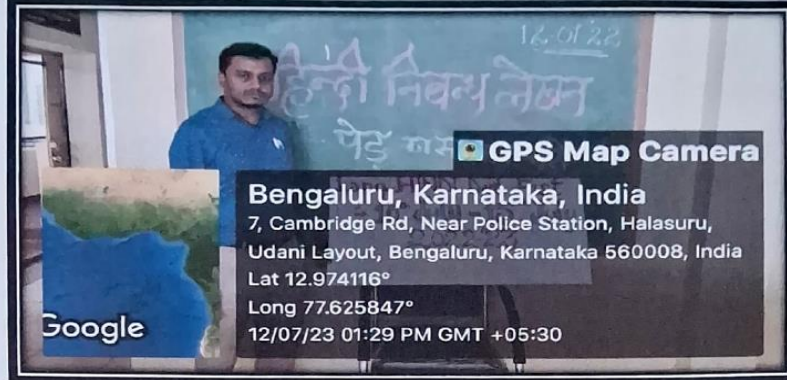 12.01.22
हिन्दी निबन्ध लेखन
पेड़
GPS Map Camera
Bengaluru, Karnataka, India
7, Cambridge Rd, Near Police Station, Halasuru,
Udani Layout, Bengaluru, Karnataka 560008, India
Lat 12.974116°
Long 77.625847°
12/07/23 01:29 PM GMT +05:30
Google